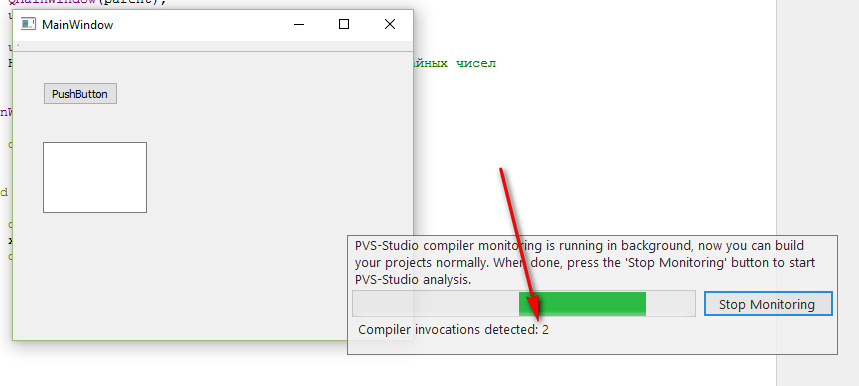 QMainWindow(parent),
MainWindow
айных чисел
PushButton
PVS-Studio compiler monitoring is running in background, now you can build
your projects normally. When done, press the 'Stop Monitoring' button to start
PVS-Studio analysis.
Stop Monitoring
Compiler invocations detected: 2